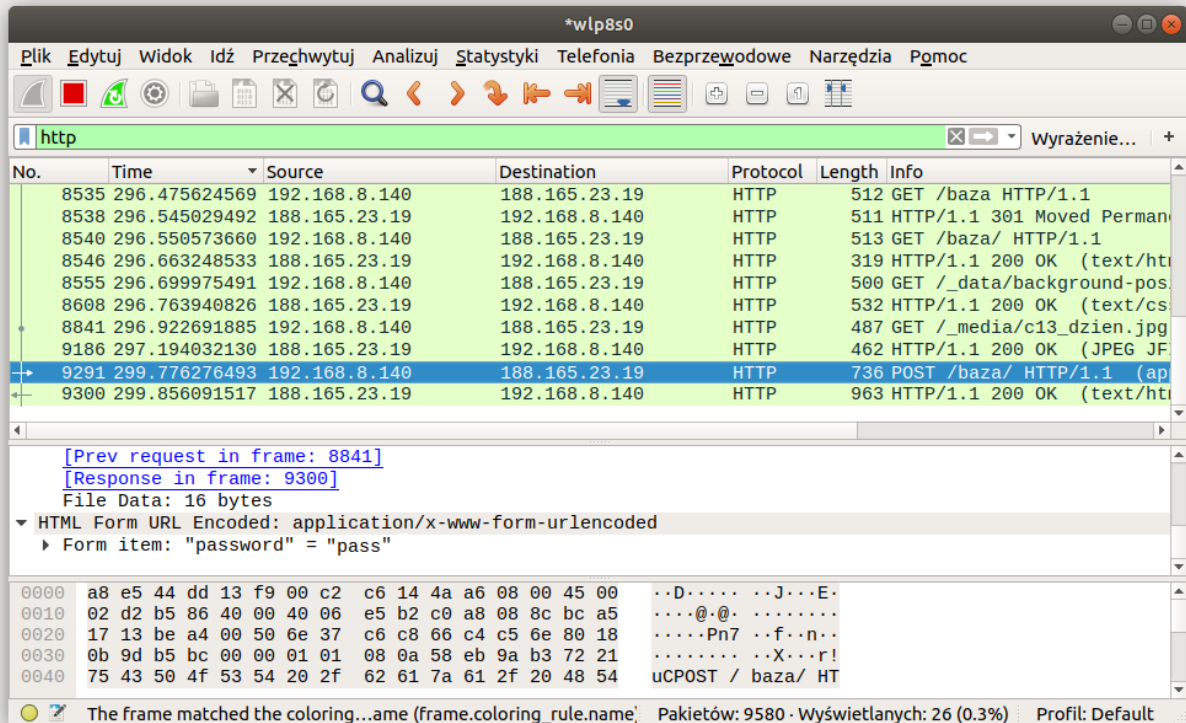 *wlp8s0
Plik Edytuj Widok Idź Przechwytuj Analizuj Statystyki Telefonia Bezprzewodowe Narzędzia Pomoc
http Wyrażenie… +
No. Time Source Destination Protocol Length Info
8535 296.475624569 192.168.8.140 188.165.23.19 HTTP 512 GET /baza HTTP/1.1
8538 296.545029492 188.165.23.19 192.168.8.140 HTTP 511 HTTP/1.1 301 Moved Perman
8540 296.550573660 192.168.8.140 188.165.23.19 HTTP 513 GET /baza/ HTTP/1.1
8546 296.663248533 188.165.23.19 192.168.8.140 HTTP 319 HTTP/1.1 200 OK (text/htm
8555 296.699975491 192.168.8.140 188.165.23.19 HTTP 500 GET /_data/background-pos
8608 296.763940826 188.165.23.19 192.168.8.140 HTTP 532 HTTP/1.1 200 OK (text/css
8841 296.922691885 192.168.8.140 188.165.23.19 HTTP 487 GET /_media/c13_dzien.jpg
9186 297.194032130 188.165.23.19 192.168.8.140 HTTP 462 HTTP/1.1 200 OK (JPEG JF
9291 299.776276493 192.168.8.140 188.165.23.19 HTTP 736 POST /baza/ HTTP/1.1 (ap
9300 299.856091517 188.165.23.19 192.168.8.140 HTTP 963 HTTP/1.1 200 OK (text/htm
[Prev request in frame: 8841]
[Response in frame: 9300]
File Data: 16 bytes
HTML Form URL Encoded: application/x-www-form-urlencoded
Form item: "password" = "pass"
0000 a8 e5 44 dd 13 f9 00 c2 c6 14 4a a6 08 00 45 00 ··D····· ··J···E·
0010 02 d2 b5 86 40 00 40 06 e5 b2 c0 a8 08 8c bc a5 ····@·@· ········
0020 17 13 be a4 00 50 6e 37 c6 c8 66 c4 c5 6e 80 18 ·····Pn7 ··f··n··
0030 0b 9d b5 bc 00 00 01 01 08 0a 58 eb 9a b3 72 21 ········ ··X···r!
0040 75 43 50 4f 53 54 20 2f 62 61 7a 61 2f 20 48 54 uCPOST / baza/ HT
The frame matched the coloring…ame (frame.coloring_rule.name) Pakietów: 9580 · Wyświetlanych: 26 (0.3%) Profil: Default